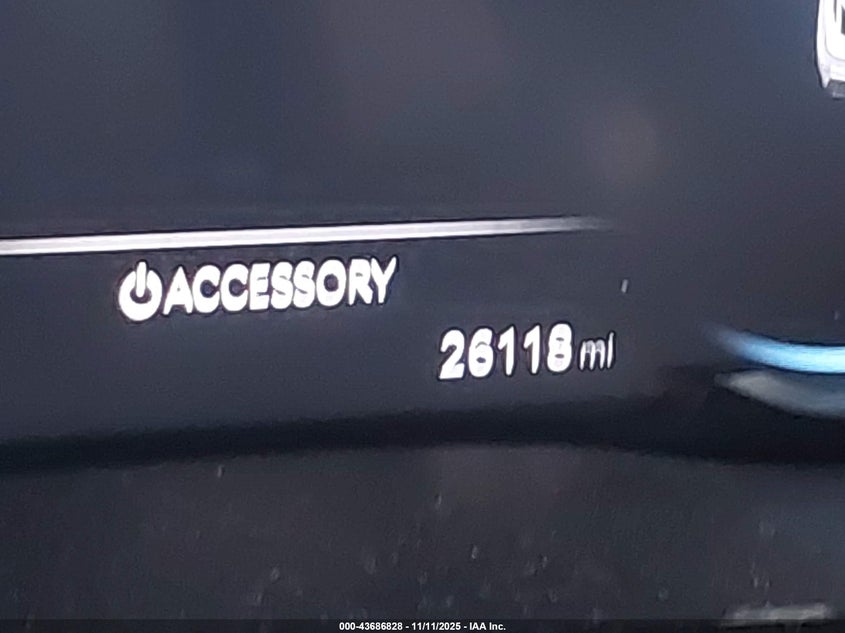 ACCESSORY
26118 mi
000-43686828 - 11/11/2025 - IAA Inc.